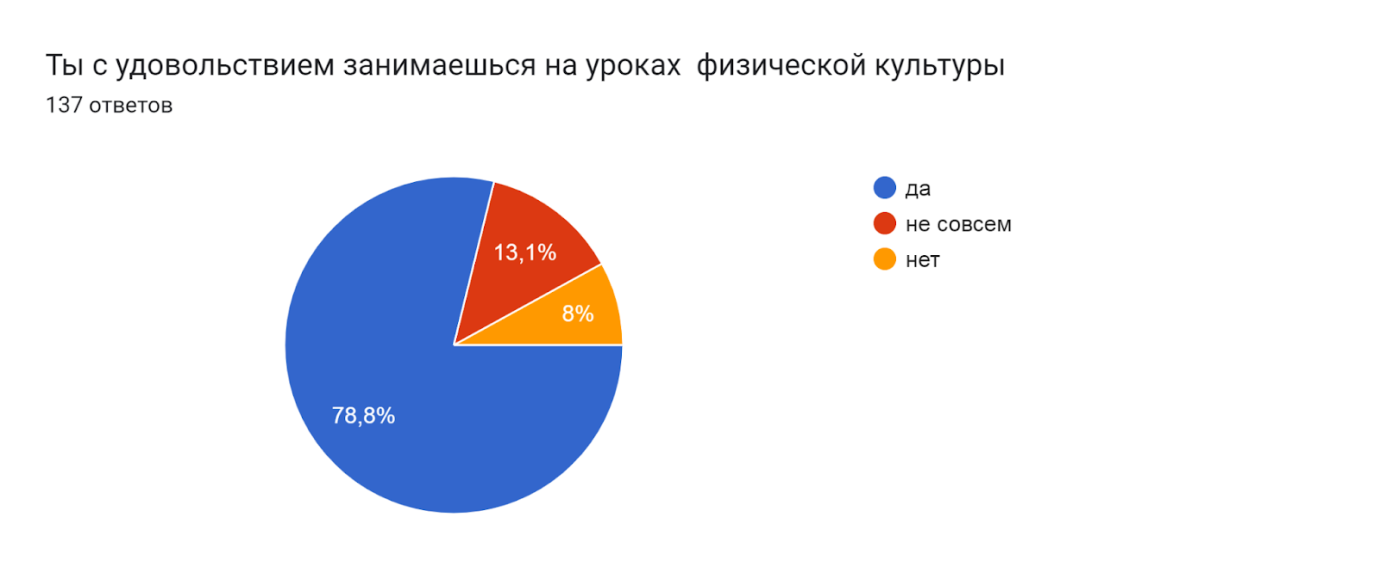 Ты с удовольствием занимаешься на уроках  физической культуры
137 ответов
да
не совсем
нет
13,1%
8%
78,8%